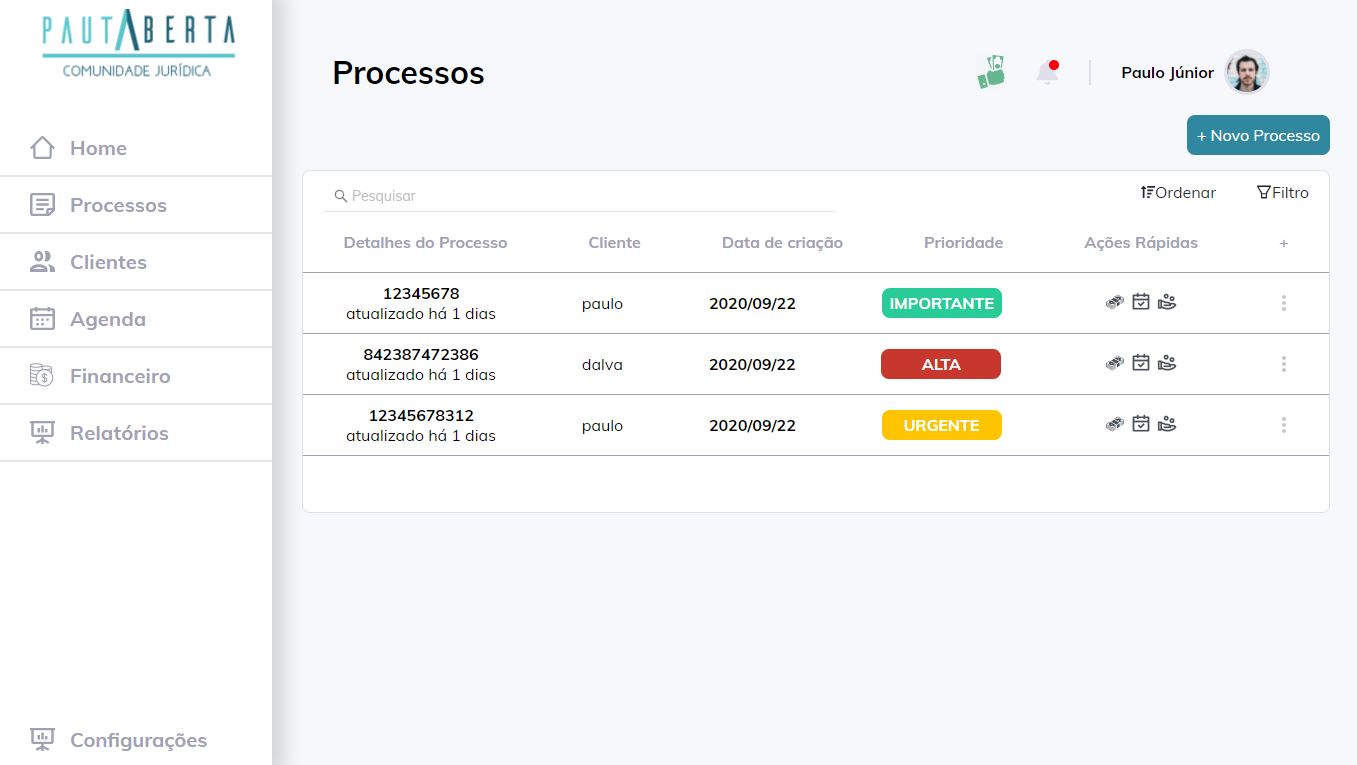 PAUTABERTA
COMUNIDADE JURÍDICA
Home
Processos
Clientes
Agenda
Financeiro
Relatórios
Configurações
Processos
Paulo Júnior
+ Novo Processo
Pesquisar
Ordenar
Filtro
Detalhes do Processo Cliente Data de criação Prioridade Ações Rápidas +
12345678
atualizado há 1 dias
paulo 2020/09/22 IMPORTANTE
842387472386
atualizado há 1 dias
dalva 2020/09/22 ALTA
12345678312
atualizado há 1 dias
paulo 2020/09/22 URGENTE